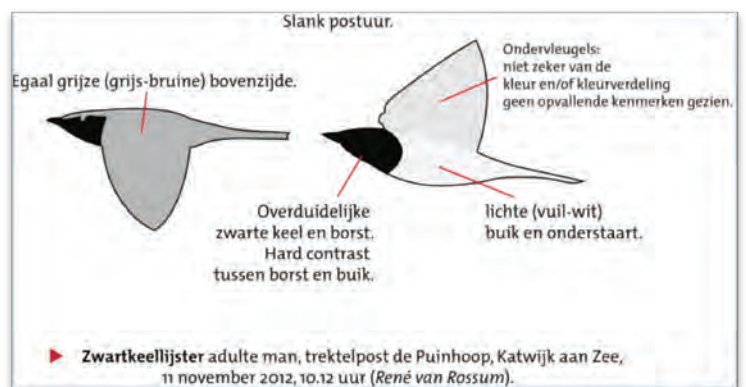 Slank postuur.
Egaal grijze (grijs-bruine) bovenzijde.
Ondervleugels:
niet zeker van de
kleur en/of kleurverdeling
geen opvallende kenmerken gezien.
Overduidelijke
zwarte keel en borst.
Hard contrast
tussen borst en buik.
lichte (vuil-wit)
buik en onderstaart.
Zwartkeellijster adulte man, trektelpost de Puinhoop, Katwijk aan Zee,
11 november 2012, 10.12 uur (René van Rossum).